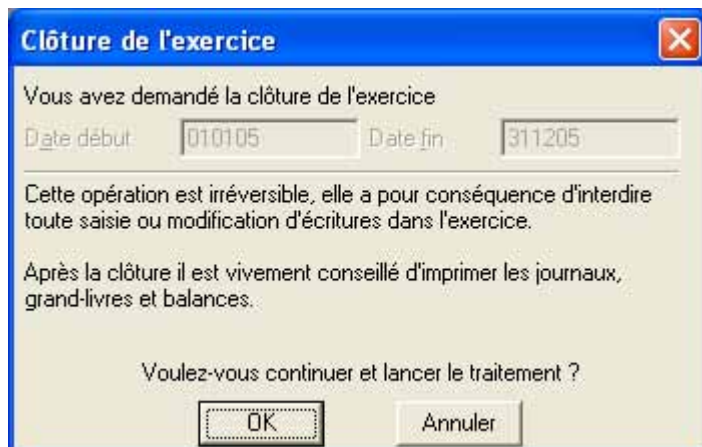 Clôture de l'exercice
Vous avez demandé la clôture de l'exercice
Date début 010105 Date fin 311205
Cette opération est irréversible, elle a pour conséquence d'interdire
toute saisie ou modification d'écritures dans l'exercice.
Après la clôture il est vivement conseillé d'imprimer les journaux,
grand-livres et balances.
Voulez-vous continuer et lancer le traitement ?
OK Annuler